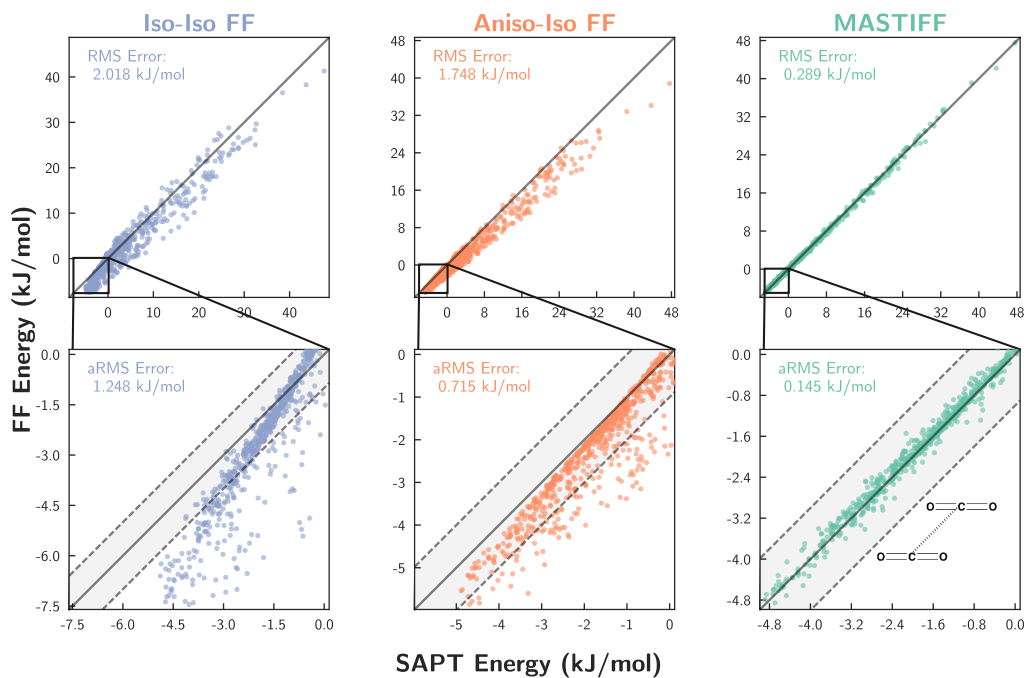 Iso-Iso FF
Aniso-Iso FF
MASTIFF
RMS Error:
2.018 kJ/mol
RMS Error:
1.748 kJ/mol
RMS Error:
0.289 kJ/mol
40
30
20
10
0
0 10 20 30 40
48
40
32
24
16
8
0
0 8 16 24 32 40 48
48
40
32
24
16
8
0
0 8 16 24 32 40 48
FF Energy (kJ/mol)
aRMS Error:
1.248 kJ/mol
aRMS Error:
0.715 kJ/mol
aRMS Error:
0.145 kJ/mol
0.0
-1.5
-3.0
-4.5
-6.0
-7.5
-7.5 -6.0 -4.5 -3.0 -1.5 0.0
0
-1
-2
-3
-4
-5
-5 -4 -3 -2 -1 0
0.0
-0.8
-1.6
-2.4
-3.2
-4.0
-4.8
-4.8 -4.0 -3.2 -2.4 -1.6 -0.8 0.0
O C O
O C O
SAPT Energy (kJ/mol)